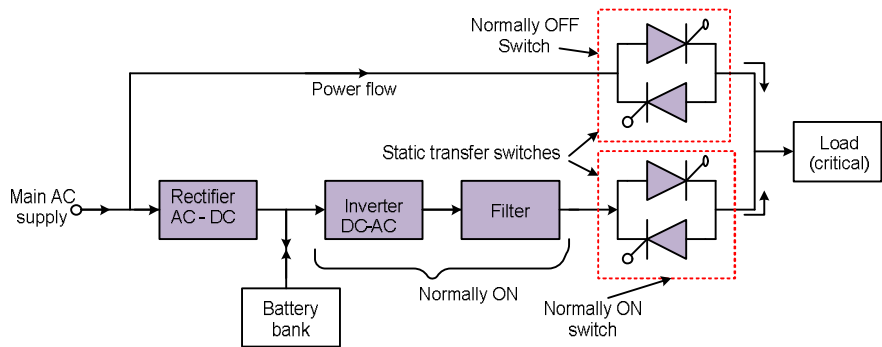 Normally OFF
Switch
Power flow
Static transfer switches
Load
(critical)
Main AC
supply
Rectifier
AC - DC
Inverter
DC-AC
Filter
Normally ON
Battery
bank
Normally ON
switch